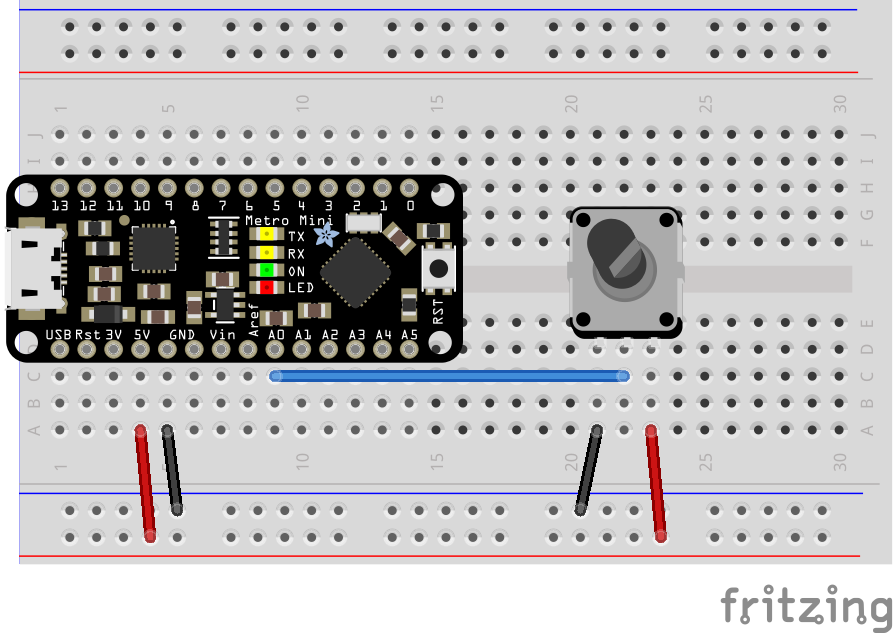 1 5 10 15 20 25 30
J J
I I
H
G
F F
13 12 11 10 9 8 7 6 5 4 3 2 1 0
Metro Mini
TX
RX
ON
LED
RST
Aref
USB Rst 3V 5V GND Vin A0 A1 A2 A3 A4 A5
E
D
C C
B B
A A
1 10 15 20 25 30
fritzing